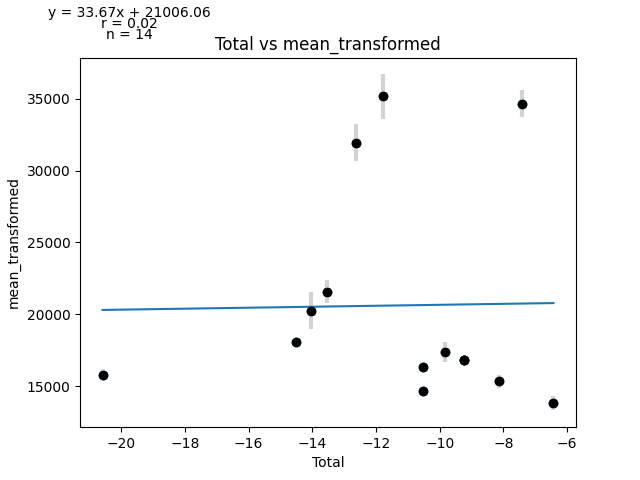 y = 33.67x + 21006.06
r = 0.02
n = 14
Total vs mean_transformed
35000
30000
25000
20000
15000
mean_transformed
−20
−18
−16
−14
−12
−10
−8
−6
Total